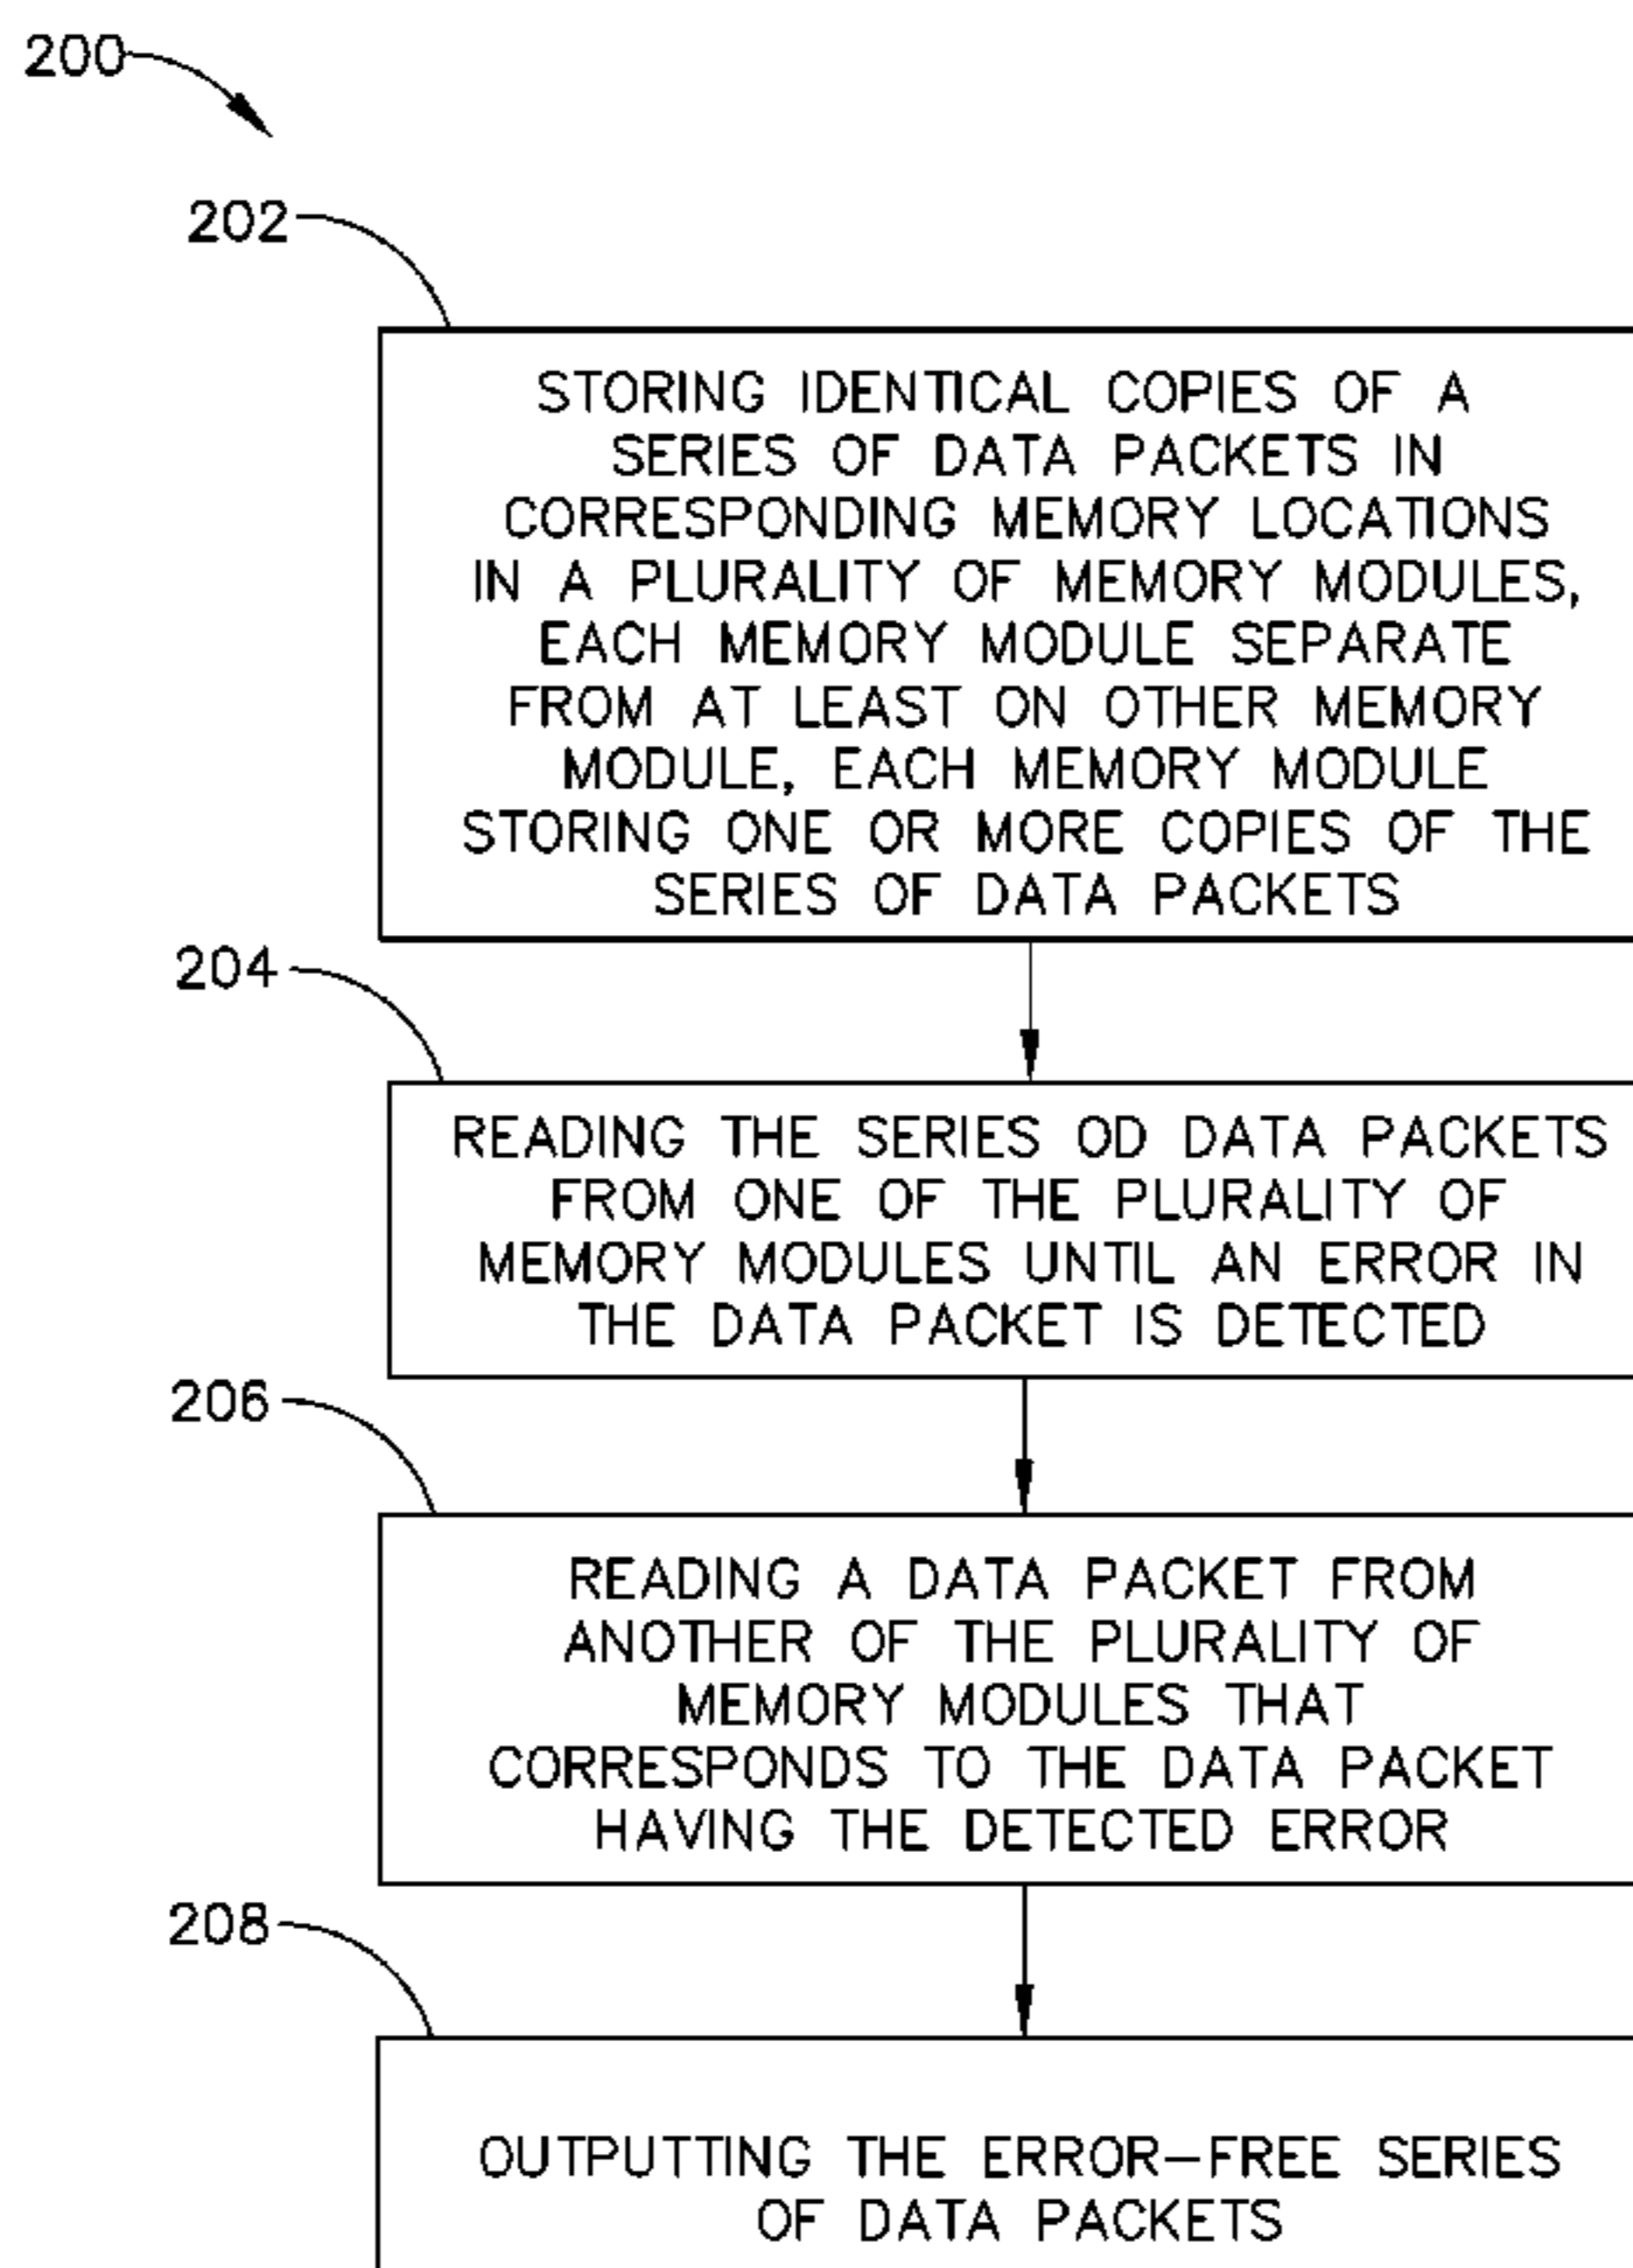 200
202
STORING IDENTICAL COPIES OF A
SERIES OF DATA PACKETS IN
CORRESPONDING MEMORY LOCATIONS
IN A PLURALITY OF MEMORY MODULES,
EACH MEMORY MODULE SEPARATE
FROM AT LEAST ON OTHER MEMORY
MODULE, EACH MEMORY MODULE
STORING ONE OR MORE COPIES OF THE
SERIES OF DATA PACKETS
204
READING THE SERIES OD DATA PACKETS
FROM ONE OF THE PLURALITY OF
MEMORY MODULES UNTIL AN ERROR IN
THE DATA PACKET IS DETECTED
206
READING A DATA PACKET FROM
ANOTHER OF THE PLURALITY OF
MEMORY MODULES THAT
CORRESPONDS TO THE DATA PACKET
HAVING THE DETECTED ERROR
208
OUTPUTTING THE ERROR-FREE SERIES
OF DATA PACKETS